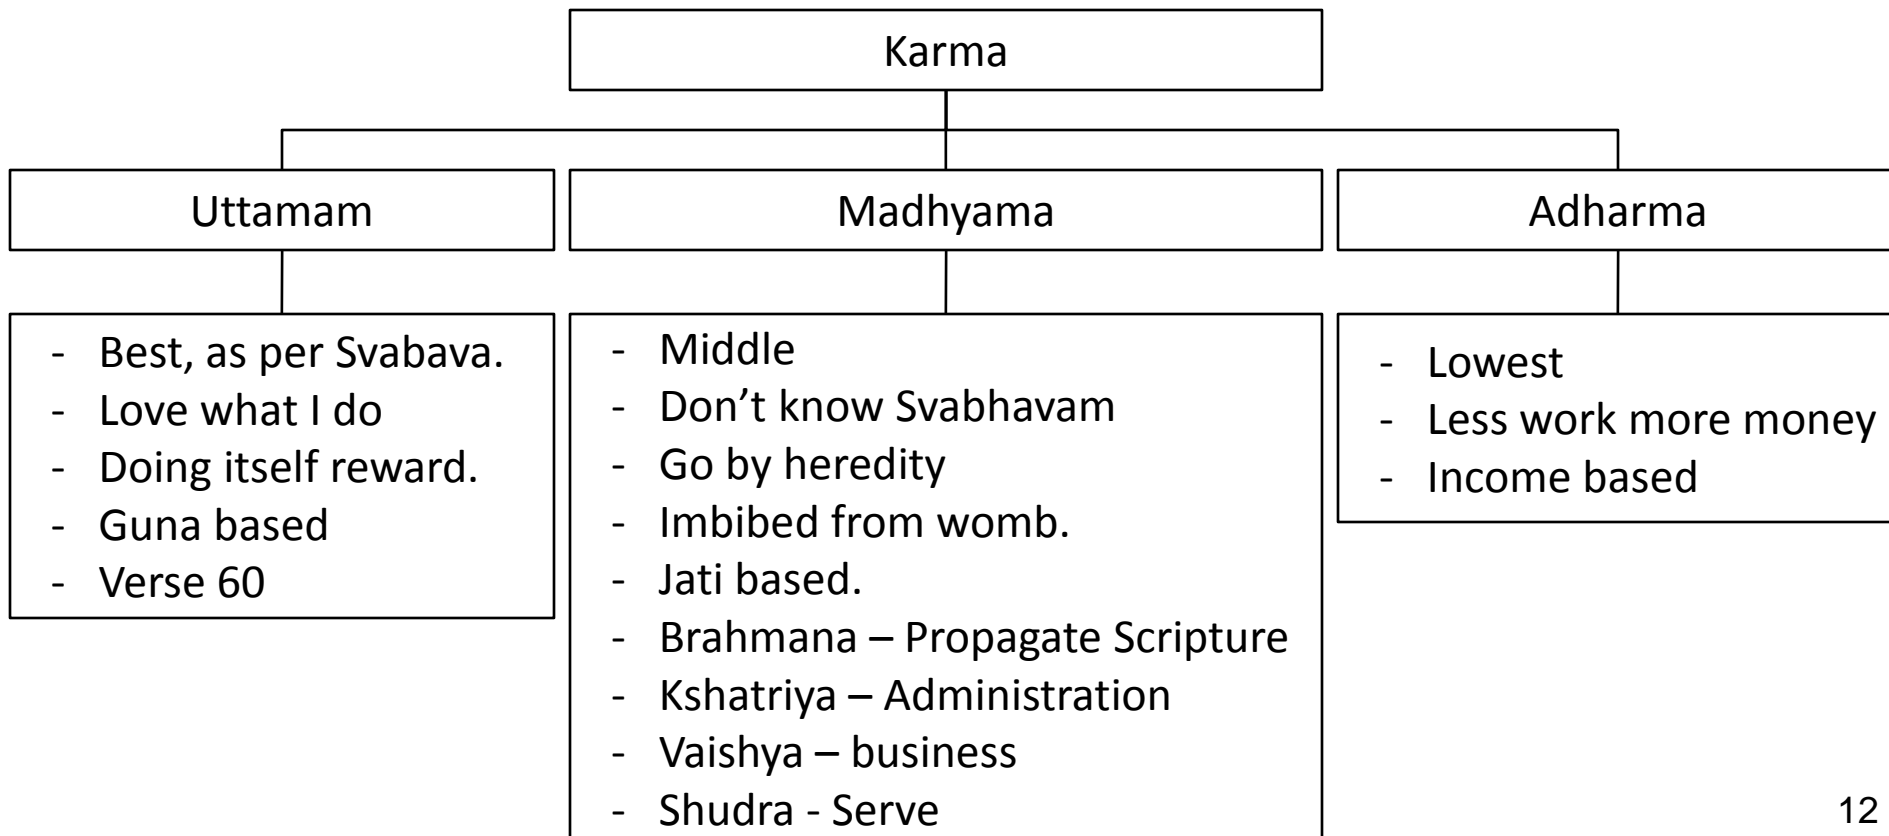 Karma
Uttamam
Madhyama
Adharma
- Best, as per Svabava.
- Love what I do
- Doing itself reward.
- Guna based
- Verse 60
- Middle
- Don’t know Svabhavam
- Go by heredity
- Imbibed from womb.
- Jati based.
- Brahmana – Propagate Scripture
- Kshatriya – Administration
- Vaishya – business
- Shudra - Serve
- Lowest
- Less work more money
- Income based
12